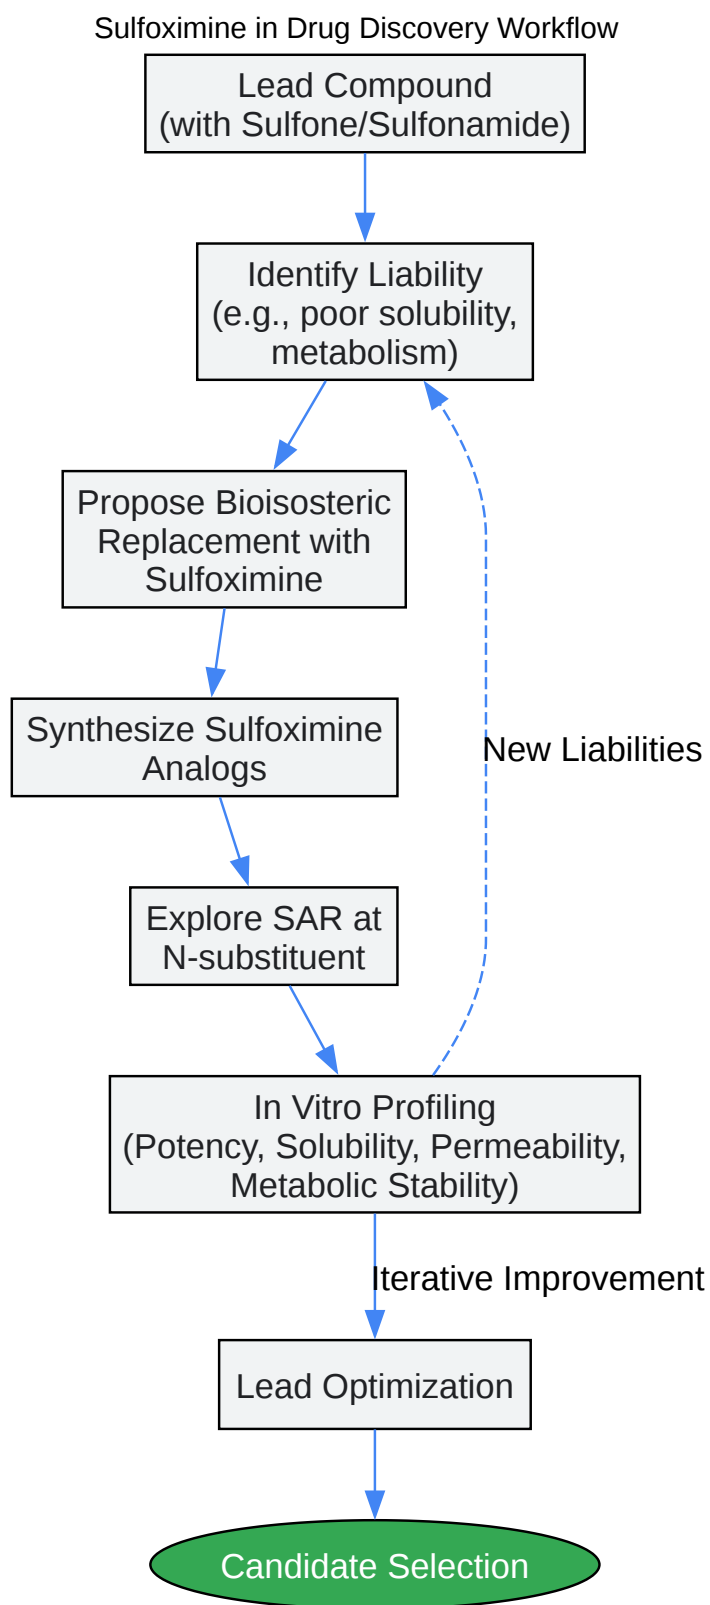 Sulfoximine in Drug Discovery Workflow
Lead Compound
(with Sulfone/Sulfonamide)
Identify Liability
(e.g., poor solubility,
metabolism)
Propose Bioisosteric
Replacement with
Sulfoximine
Synthesize Sulfoximine
Analogs
New Liabilities
Explore SAR at
N-substituent
In Vitro Profiling
(Potency, Solubility, Permeability,
Metabolic Stability)
Iterative Improvement
Lead Optimization
Candidate Selection